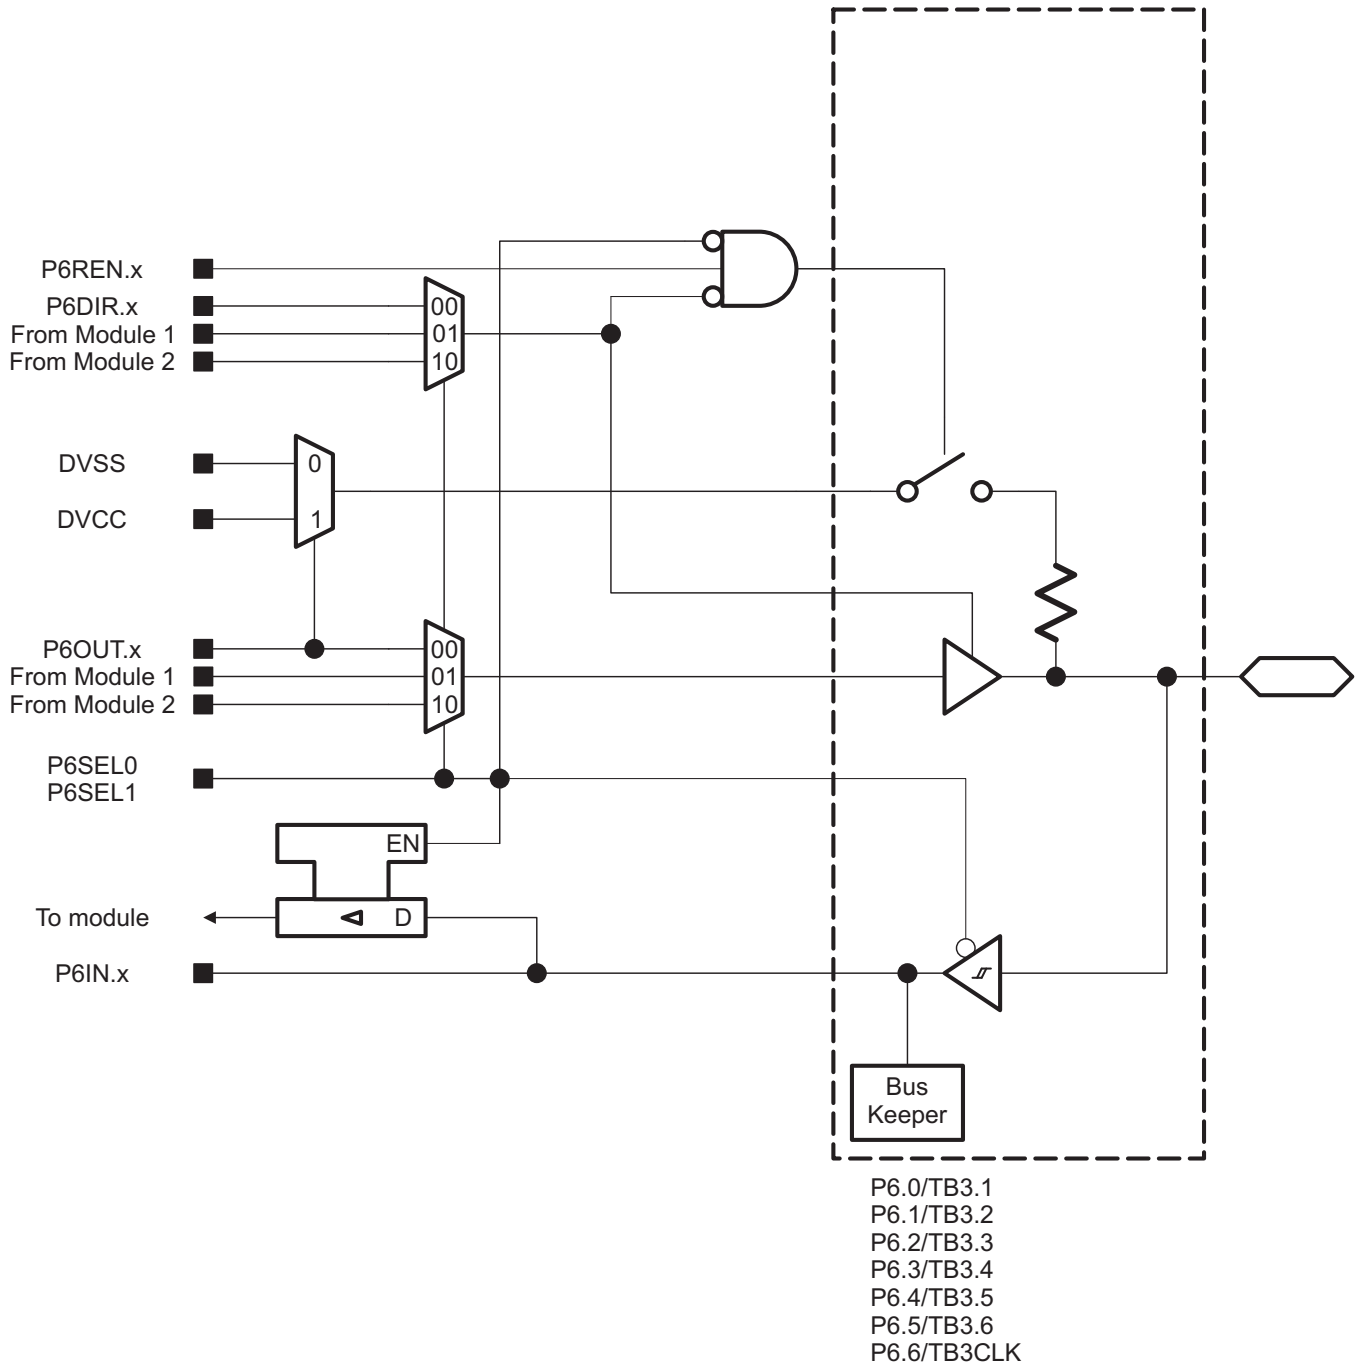 P6REN.x
P6DIR.x
From Module 1
From Module 2
00
01
10
DVSS
DVCC
0
1
P6OUT.x
From Module 1
From Module 2
00
01
10
P6SEL0
P6SEL1
EN
To module
D
P6IN.x
Bus
Keeper
P6.0/TB3.1
P6.1/TB3.2
P6.2/TB3.3
P6.3/TB3.4
P6.4/TB3.5
P6.5/TB3.6
P6.6/TB3CLK